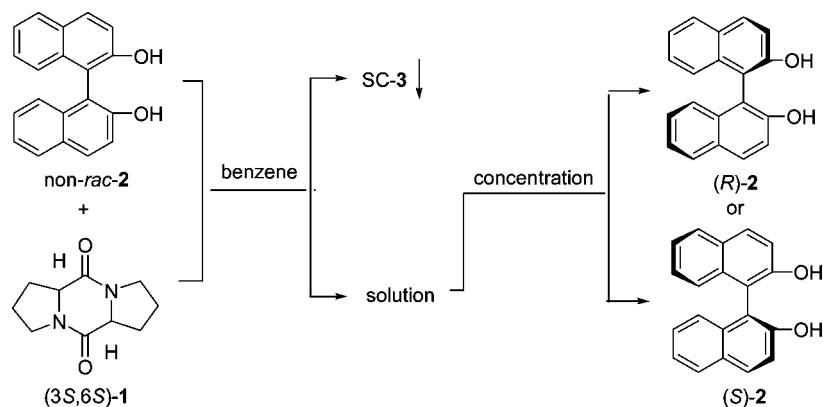 OH
OH
non-rac-2
+
H
O
N
N
O
H
(3S,6S)-1
benzene
SC-3
solution
concentration
OH
OH
(R)-2
or
OH
OH
(S)-2